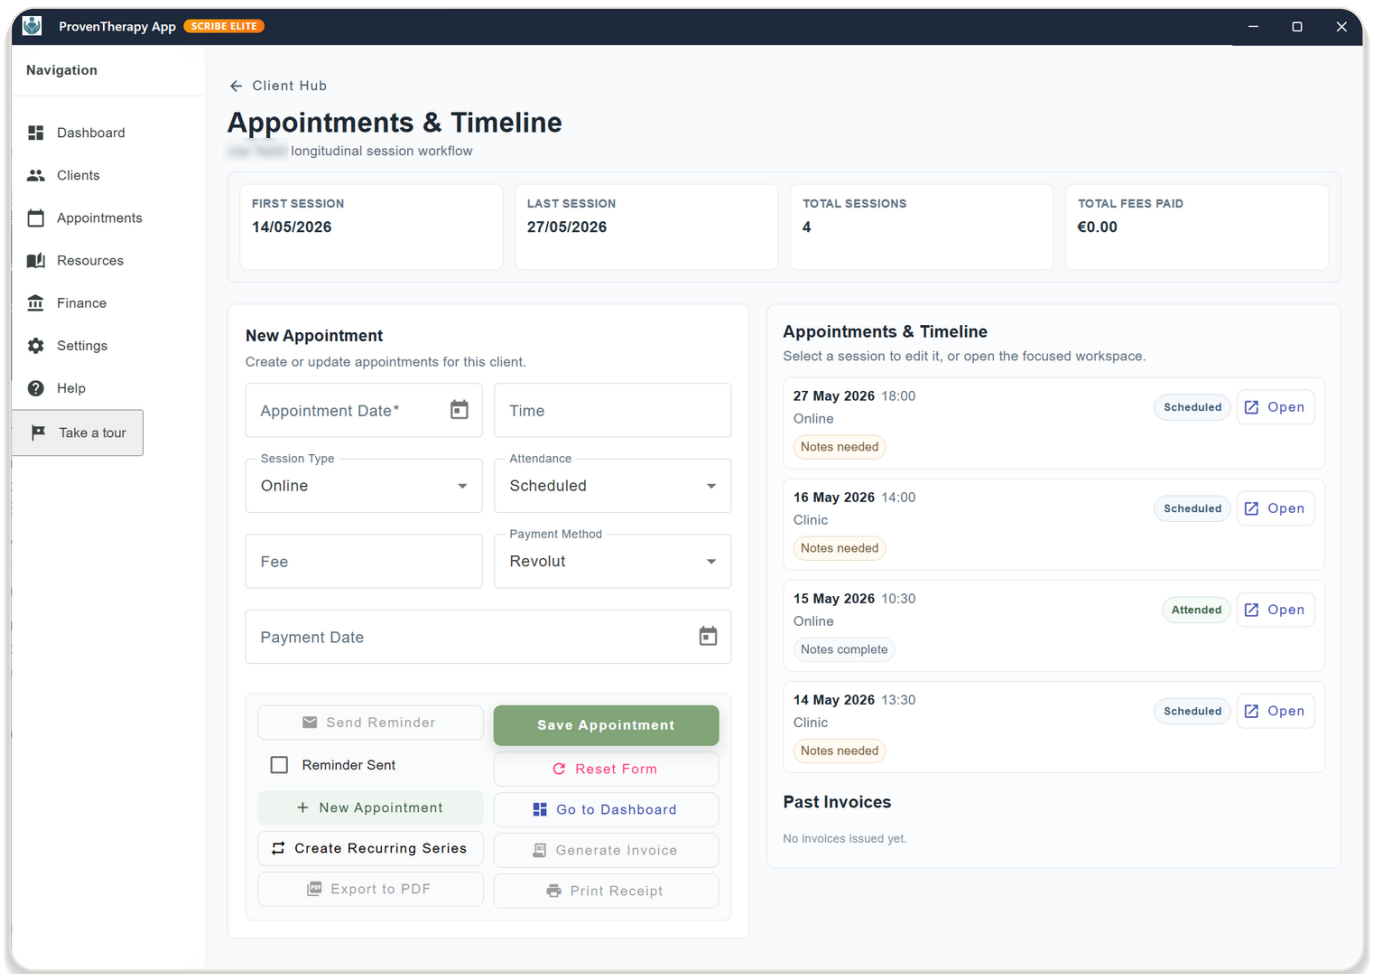 ProvenTherapy App SCRIBE ELITE
Navigation
Dashboard
Clients
Appointments
Resources
Finance
Settings
Help
Take a tour
Client Hub
Appointments & Timeline
longitudinal session workflow
FIRST SESSION
14/05/2026
LAST SESSION
27/05/2026
TOTAL SESSIONS
4
TOTAL FEES PAID
€0.00
New Appointment
Create or update appointments for this client.
Appointment Date*
Time
Session Type
Online
Attendance
Scheduled
Fee
Payment Method
Revolut
Payment Date
Send Reminder
Save Appointment
Reminder Sent
Reset Form
+ New Appointment
Go to Dashboard
Create Recurring Series
Generate Invoice
PDF Export to PDF
Print Receipt
Appointments & Timeline
Select a session to edit it, or open the focused workspace.
27 May 2026 18:00
Online
Notes needed
Scheduled
Open
16 May 2026 14:00
Clinic
Notes needed
Scheduled
Open
15 May 2026 10:30
Online
Notes complete
Attended
Open
14 May 2026 13:30
Clinic
Notes needed
Scheduled
Open
Past Invoices
No invoices issued yet.